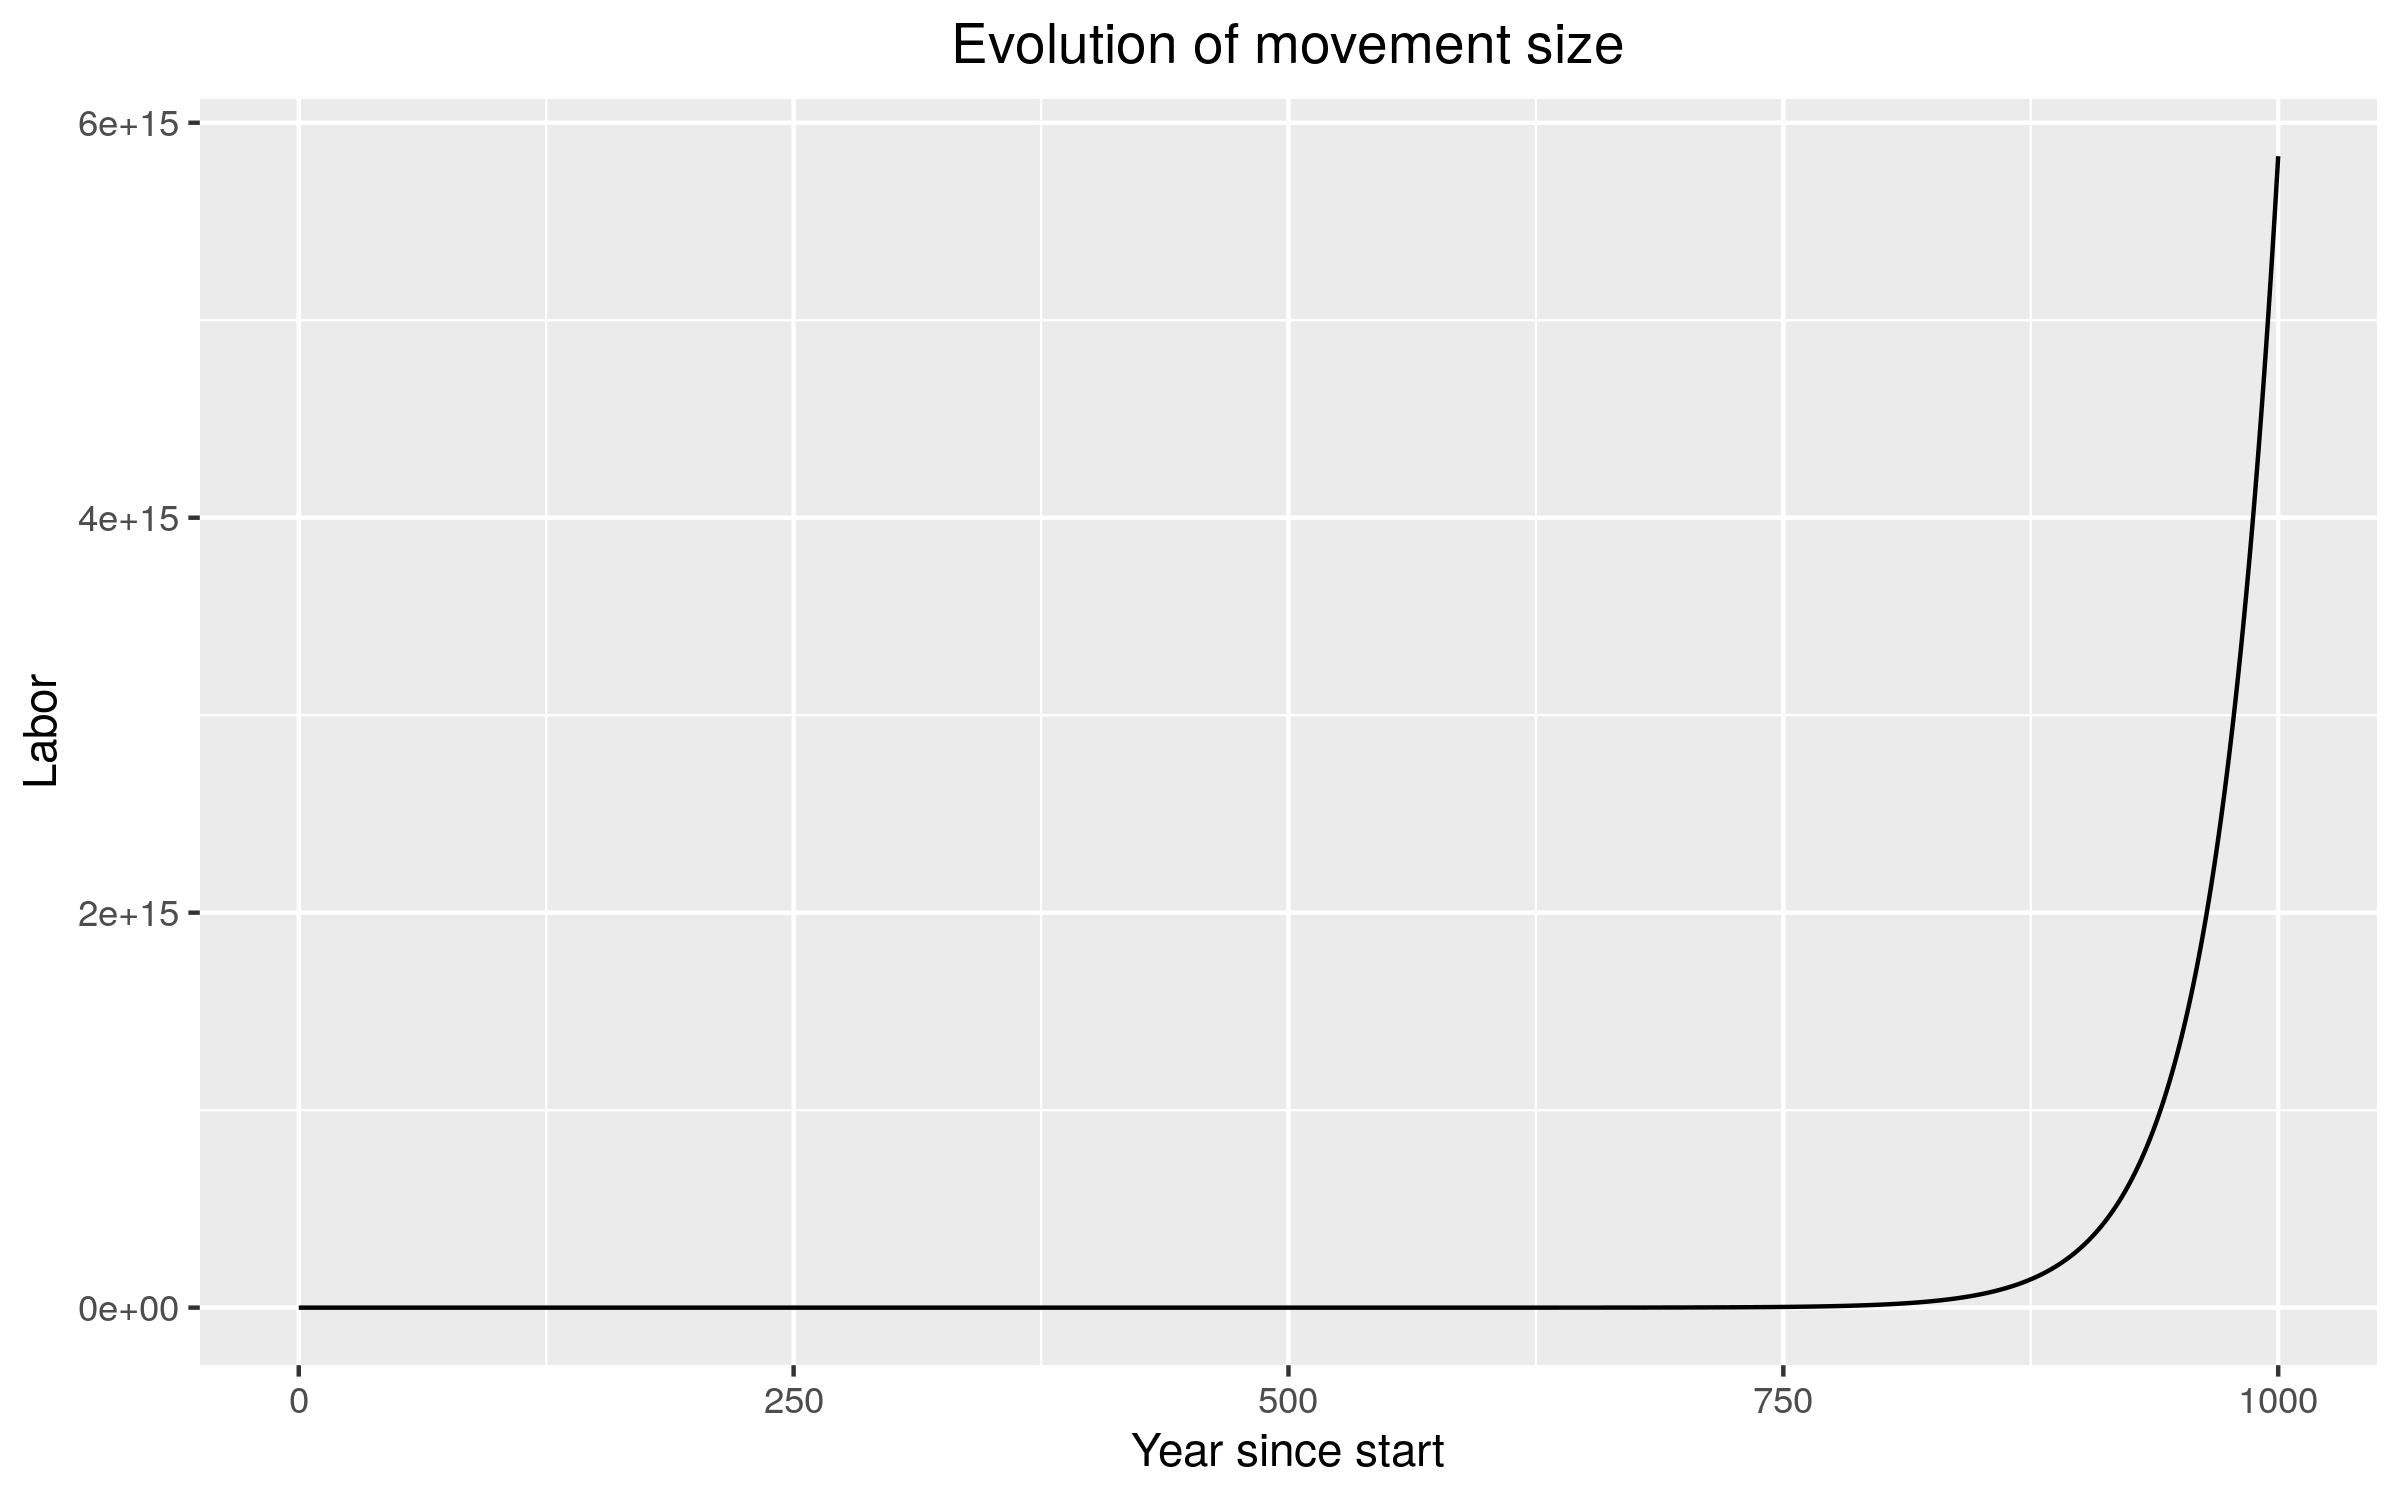 Evolution of movement size
6e+15
4e+15
2e+15
0e+00
Labor
0 250 500 750 1000
Year since start